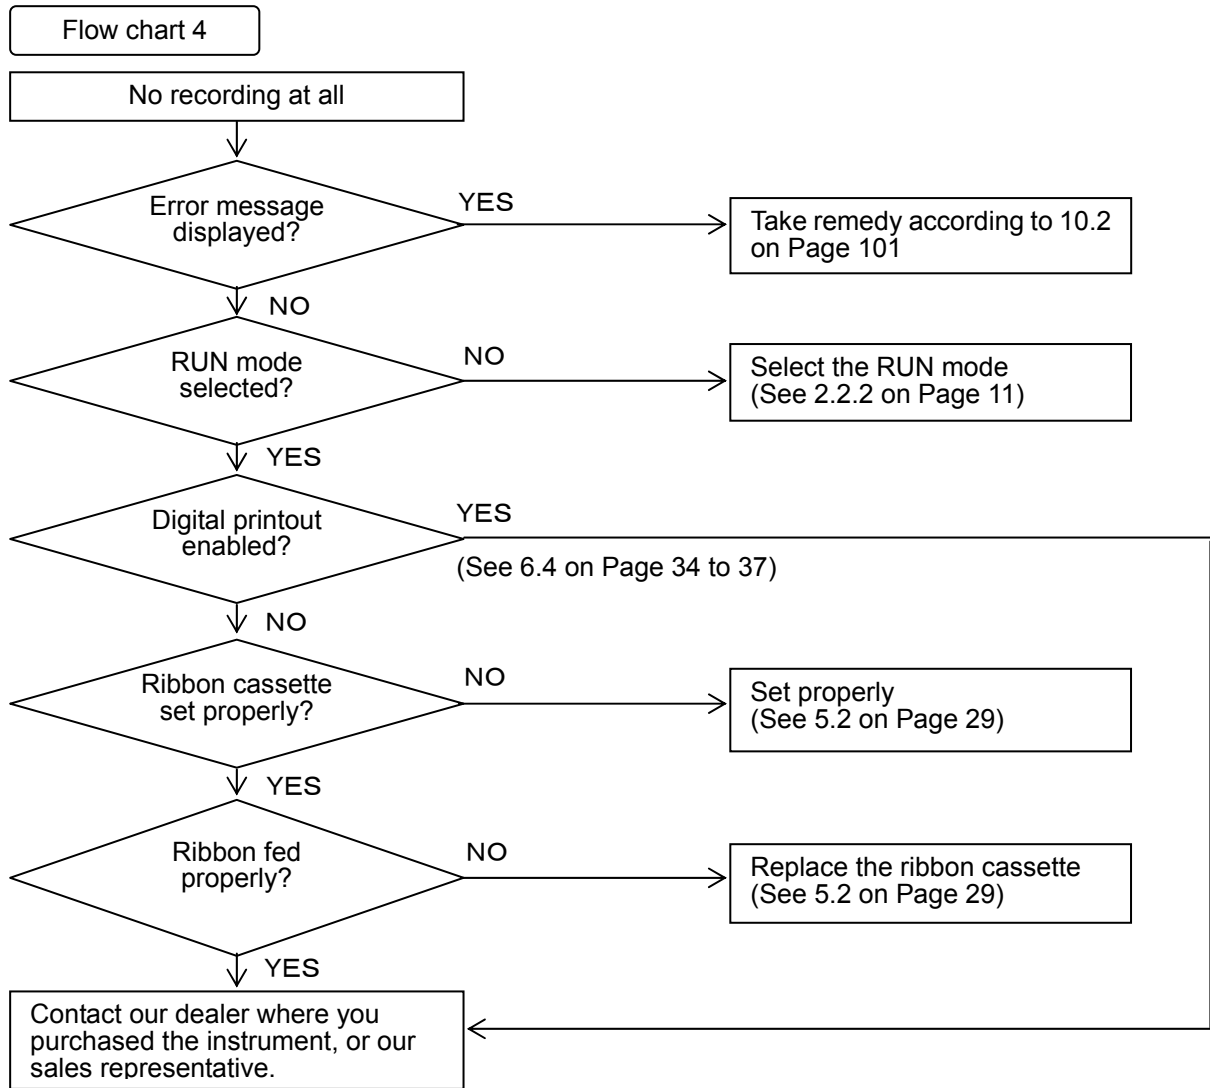 Flow chart 4
No recording at all
Error message
displayed?
YES
Take remedy according to 10.2
on Page 101
NO
RUN mode
selected?
NO
Select the RUN mode
(See 2.2.2 on Page 11)
YES
Digital printout
enabled?
YES
(See 6.4 on Page 34 to 37)
NO
Ribbon cassette
set properly?
NO
Set properly
(See 5.2 on Page 29)
YES
Ribbon fed
properly?
NO
Replace the ribbon cassette
(See 5.2 on Page 29)
YES
Contact our dealer where you
purchased the instrument, or our
sales representative.